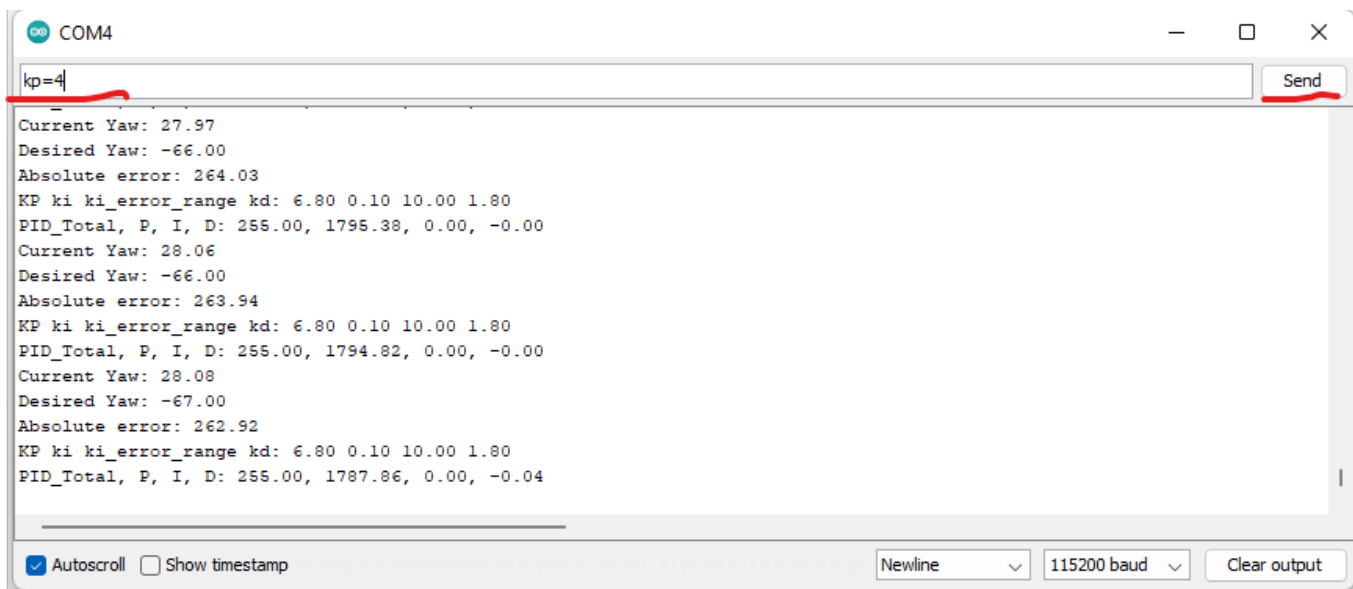 COM4
kp=4
Send
Current Yaw: 27.97
Desired Yaw: -66.00
Absolute error: 264.03
KP ki ki_error_range kd: 6.80 0.10 10.00 1.80
PID_Total, P, I, D: 255.00, 1795.38, 0.00, -0.00
Current Yaw: 28.06
Desired Yaw: -66.00
Absolute error: 263.94
KP ki ki_error_range kd: 6.80 0.10 10.00 1.80
PID_Total, P, I, D: 255.00, 1794.82, 0.00, -0.00
Current Yaw: 28.08
Desired Yaw: -67.00
Absolute error: 262.92
KP ki ki_error_range kd: 6.80 0.10 10.00 1.80
PID_Total, P, I, D: 255.00, 1787.86, 0.00, -0.04
Autoscroll Show timestamp Newline 115200 baud Clear output